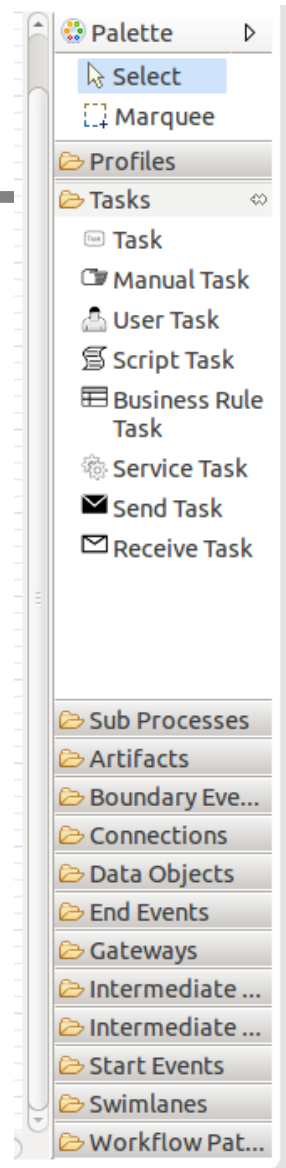 Palette
Select
Marquee
Profiles
Tasks
Task
Task
Manual Task
User Task
Script Task
Business Rule
Task
Service Task
Send Task
Receive Task
Sub Processes
Artifacts
Boundary Eve...
Connections
Data Objects
End Events
Gateways
Intermediate ...
Intermediate ...
Start Events
Swimlanes
Workflow Pat...